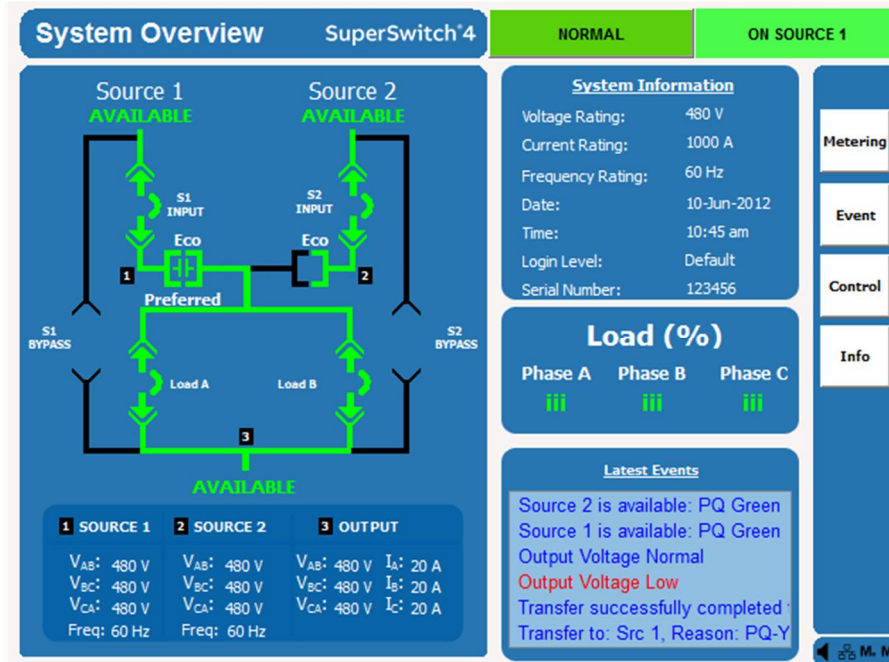 System Overview SuperSwitch®4
NORMAL
ON SOURCE 1
Source 1
AVAILABLE
Source 2
AVAILABLE
S1
INPUT
S2
INPUT
Eco
Eco
1
2
Preferred
S1
BYPASS
S2
BYPASS
Load A
Load B
3
AVAILABLE
1 SOURCE 1
VAB: 480 V
VBC: 480 V
VCA: 480 V
Freq: 60 Hz
2 SOURCE 2
VAB: 480 V
VBC: 480 V
VCA: 480 V
Freq: 60 Hz
3 OUTPUT
VAB: 480 V IA: 20 A
VBC: 480 V IB: 20 A
VCA: 480 V IC: 20 A
System Information
Voltage Rating: 480 V
Current Rating: 1000 A
Frequency Rating: 60 Hz
Date: 10-Jun-2012
Time: 10:45 am
Login Level: Default
Serial Number: 123456
Load (%)
Phase A Phase B Phase C
iii iii iii
Latest Events
Source 2 is available: PQ Green
Source 1 is available: PQ Green
Output Voltage Normal
Output Voltage Low
Transfer successfully completed
Transfer to: Src 1, Reason: PQ-Y
Metering
Event
Control
Info
M. M